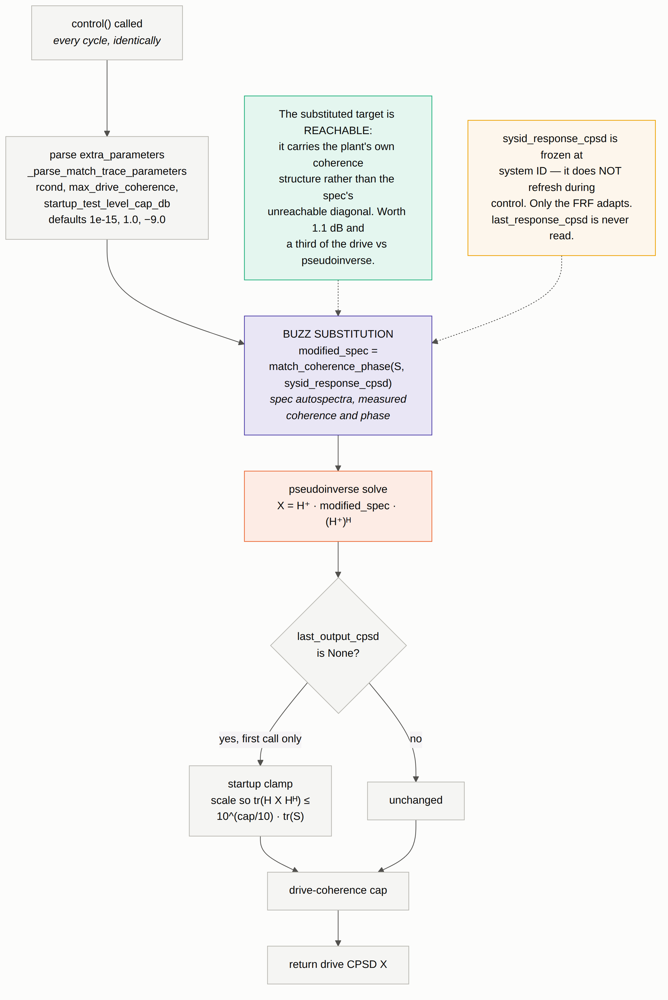 control() called
every cycle, identically
parse extra_parameters
_parse_match_trace_parameters
rcond, max_drive_coherence,
startup_test_level_cap_db
defaults 1e-15, 1.0, −9.0
The substituted target is
REACHABLE:
it carries the plant's own
coherence
structure rather than the
spec's
unreachable diagonal. Worth
1.1 dB and
a third of the drive vs
pseudoinverse.
sysid_response_cpsd is
frozen at
system ID — it does NOT
refresh during
control. Only the FRF adapts.
last_response_cpsd is never
read.
BUZZ SUBSTITUTION
modified_spec =
match_coherence_phase(S,
sysid_response_cpsd)
spec autospectra, measured
coherence and phase
pseudoinverse solve
X = H⁺ · modified_spec ·
(H⁺)ᴴ
last_output_cpsd
is None?
yes, first call only
no
startup clamp
scale so tr(H X Hᴴ) ≤
10^(cap/10) · tr(S)
unchanged
drive-coherence cap
return drive CPSD X